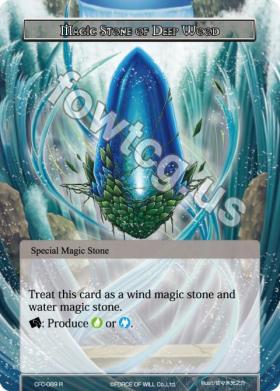 Magic Stone of Deep Wood
fowtcg.us
Special Magic Stone
Treat this card as a wind magic stone and
water magic stone.
: Produce or .
CFC-089 R
©FORCE OF WILL Co.,Ltd.